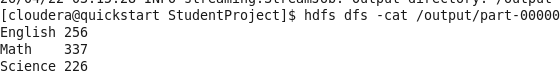 [cloudera@quickstart StudentProject]$ hdfs dfs -cat /output/part-00000
English 256
Math 337
Science 226